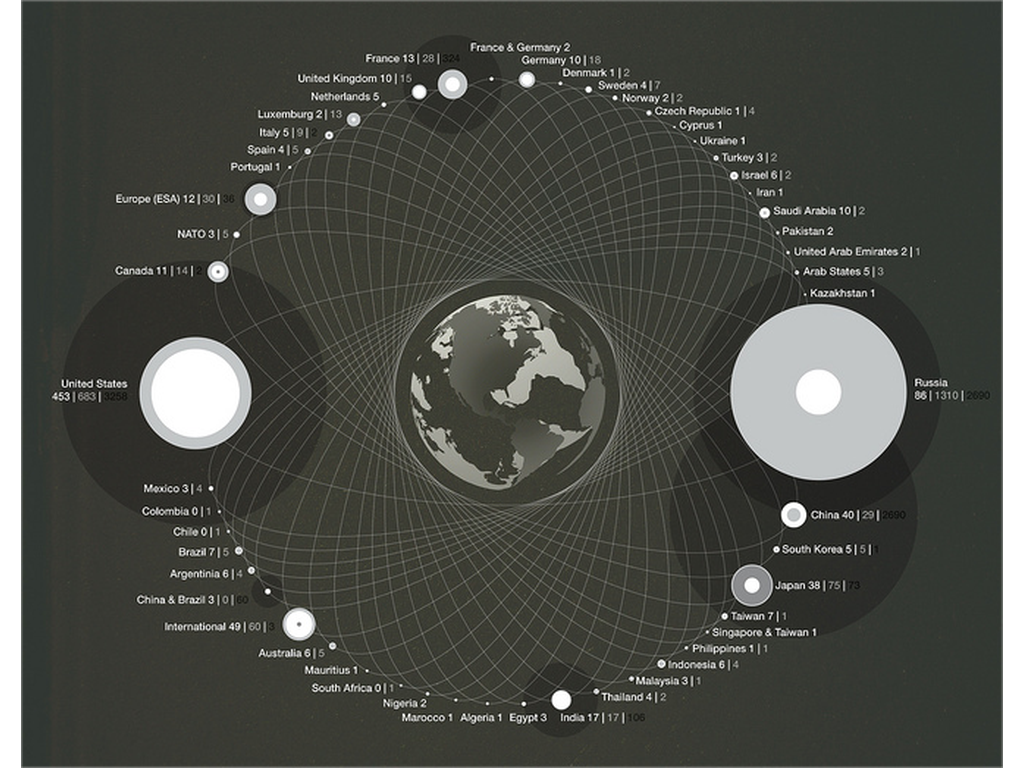 France & Germany 2
France 13 | 28 | 324
Germany 10 | 18
United Kingdom 10 | 15
Denmark 1 | 2
Netherlands 5
Sweden 4 | 7
Norway 2 | 2
Luxemburg 2 | 13
Czech Republic 1 | 4
Italy 5 | 9 | 2
Cyprus 1
Spain 4 | 5
Ukraine 1
Portugal 1
Turkey 3 | 2
Israel 6 | 2
Europe (ESA) 12 | 30 | 36
Iran 1
Saudi Arabia 10 | 2
NATO 3 | 5
Pakistan 2
United Arab Emirates 2 | 1
Canada 11 | 14 | 2
Arab States 5 | 3
Kazakhstan 1
United States
453 | 683 | 3258
Russia
86 | 1310 | 2690
Mexico 3 | 4
Colombia 0 | 1
China 40 | 29 | 2690
Chile 0 | 1
Brazil 7 | 5
South Korea 5 | 5 | 1
Argentinia 6 | 4
Japan 38 | 75 | 73
China & Brazil 3 | 0 | 60
Taiwan 7 | 1
International 49 | 60 | 3
Singapore & Taiwan 1
Australia 6 | 5
Philippines 1 | 1
Mauritius 1
Indonesia 6 | 4
South Africa 0 | 1
Malaysia 3 | 1
Nigeria 2
Thailand 4 | 2
Marocco 1
Algeria 1
Egypt 3
India 17 | 17 | 106